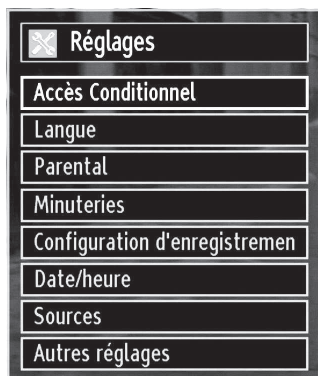 Réglages
Accès Conditionnel
Langue
Parental
Minuteries
Configuration d'enregistremen
Date/heure
Sources
Autres réglages